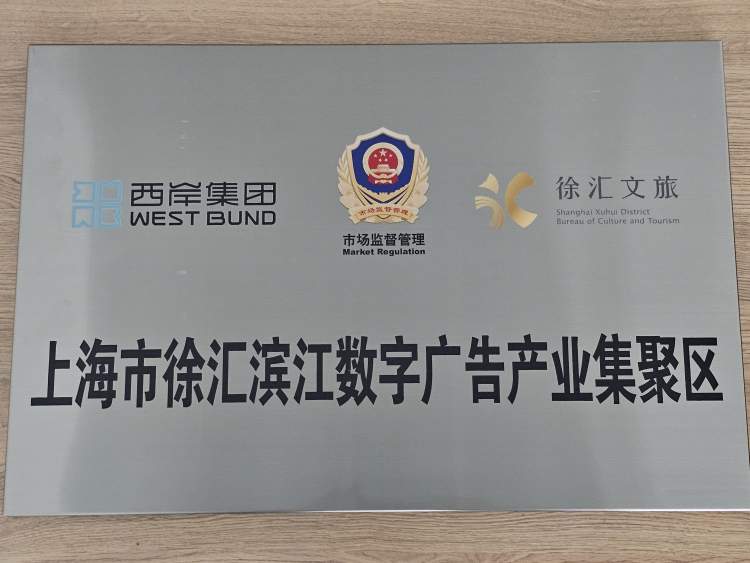 西岸集团
WEST BUND
市场监督管理
市场监督管理
Market Regulation
徐汇文旅
Shanghai Xuhui District
Bureau of Culture and Tourism
上海市徐汇滨江数字广告产业集聚区